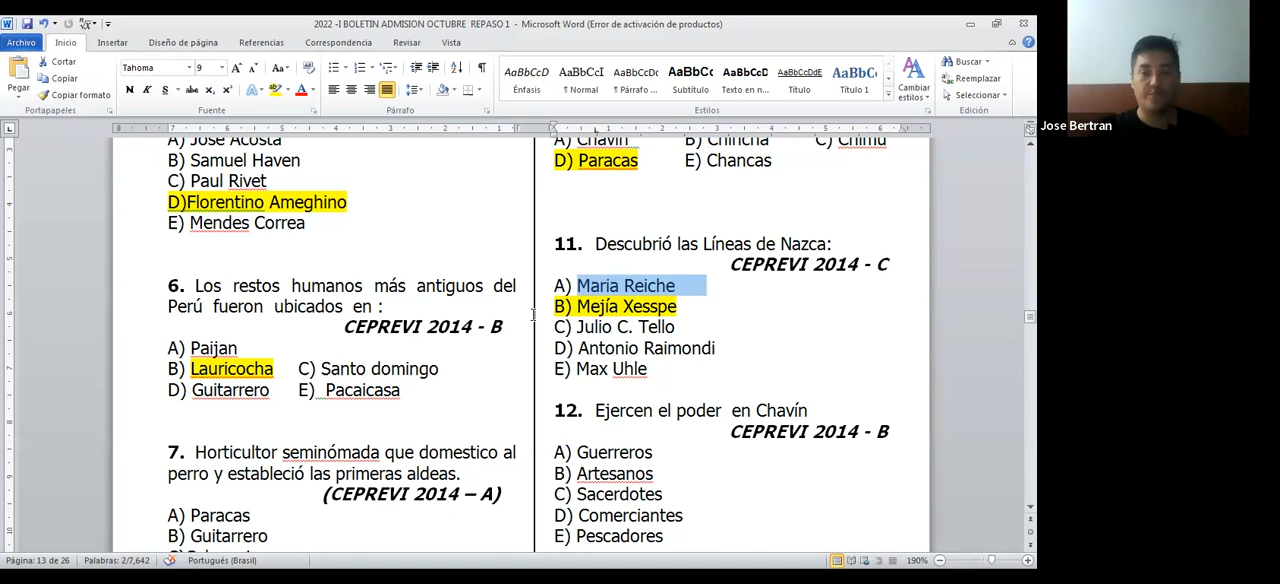 2022 -I BOLETIN ADMISION OCTUBRE REPASO 1 - Microsoft Word (Error de activación de productos)
Archivo Inicio Insertar Diseño de página Referencias Correspondencia Revisar Vista
Pegar
Cortar
Copiar
Copiar formato
Portapapeles
Tahoma 9
N K S abc x₂ x²
Fuente
Párrafo
AaBbCcD Énfasis
AaBbCcI ¶ Normal
AaBbCcDc ¶ Párrafo ...
AaBbCc Subtítulo
AaBbCcD Texto en n...
AaBbCcDdE Título
AaBbC Título 1
Cambiar estilos
Estilos
Buscar
Reemplazar
Seleccionar
Edición
Jose Bertran
A) Jose Acosta
B) Samuel Haven
C) Paul Rivet
D)Florentino Ameghino
E) Mendes Correa
6. Los restos humanos más antiguos del
Perú fueron ubicados en :
CEPREVI 2014 - B
A) Paijan
B) Lauricocha C) Santo domingo
D) Guitarrero E) Pacaicasa
7. Horticultor seminómada que domestico al
perro y estableció las primeras aldeas.
(CEPREVI 2014 – A)
A) Paracas
B) Guitarrero
A) Chavín B) Chincha C) Chimú
D) Paracas E) Chancas
11. Descubrió las Líneas de Nazca:
CEPREVI 2014 - C
A) Maria Reiche
B) Mejía Xesspe
C) Julio C. Tello
D) Antonio Raimondi
E) Max Uhle
12. Ejercen el poder en Chavín
CEPREVI 2014 - B
A) Guerreros
B) Artesanos
C) Sacerdotes
D) Comerciantes
E) Pescadores
Página: 13 de 26 Palabras: 2/7,642 Portugués (Brasil) 190%